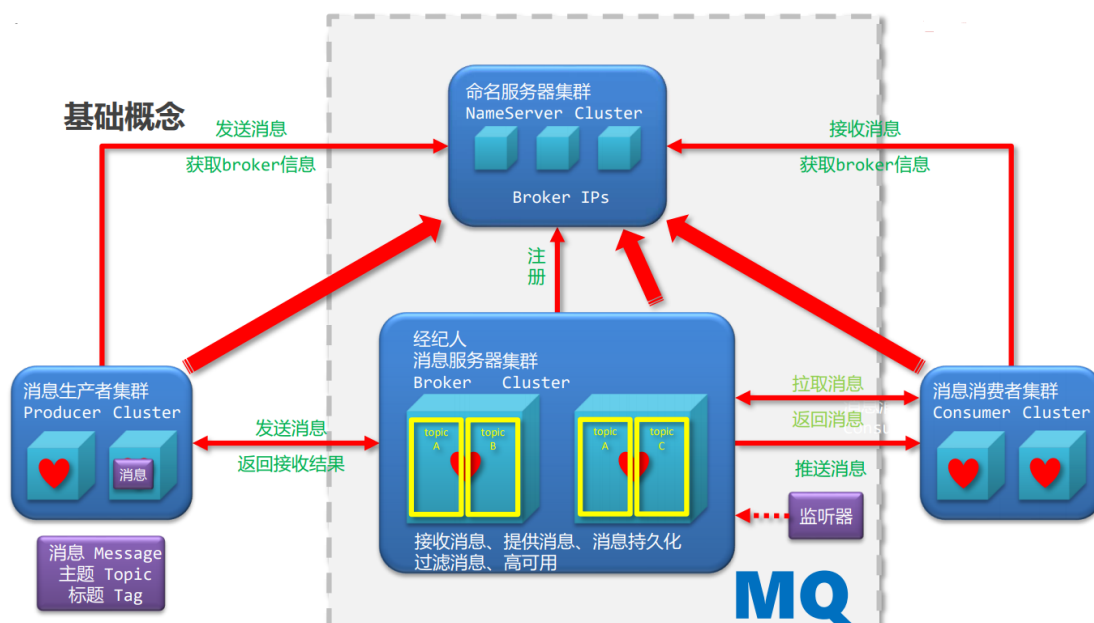 基础概念
命名服务器集群
NameServer Cluster
Broker IPs
发送消息
获取broker信息
接收消息
获取broker信息
注
册
经纪人
消息服务器集群
Broker Cluster
topic
A
topic
B
topic
A
topic
C
接收消息、提供消息、消息持久化
过滤消息、高可用
消息生产者集群
Producer Cluster
消息
发送消息
返回接收结果
拉取消息
返回消息
推送消息
消息消费者集群
Consumer Cluster
监听器
消息 Message
主题 Topic
标题 Tag
MQ